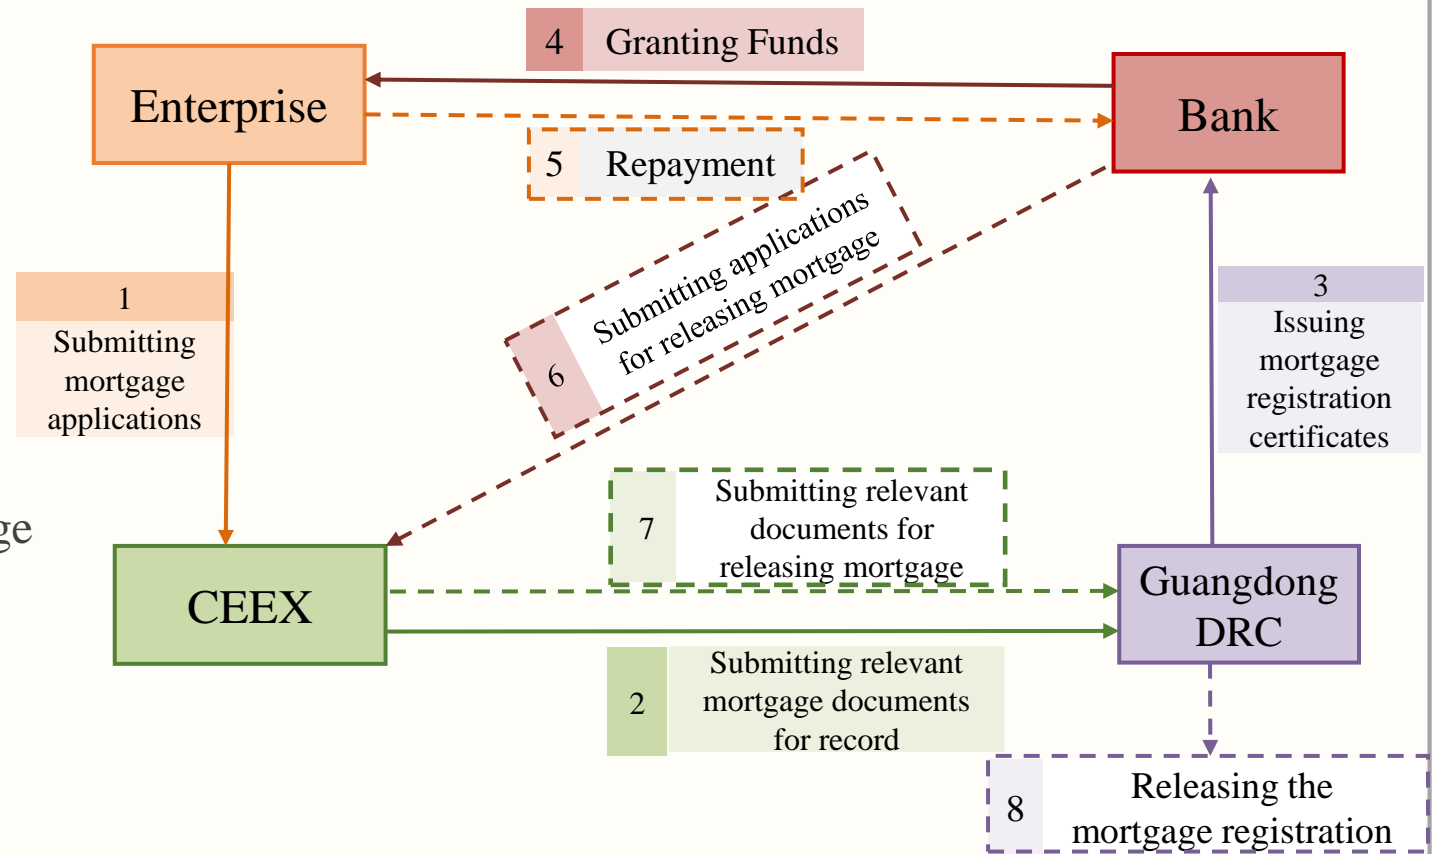 4 Granting Funds
Enterprise
Bank
5 Repayment
6
Submitting applications
for releasing mortgage
1
Submitting
mortgage
applications
3
Issuing
mortgage
registration
certificates
ge
7
Submitting relevant
documents for
releasing mortgage
CEEX
Guangdong
DRC
2
Submitting relevant
mortgage documents
for record
8
Releasing the
mortgage registration